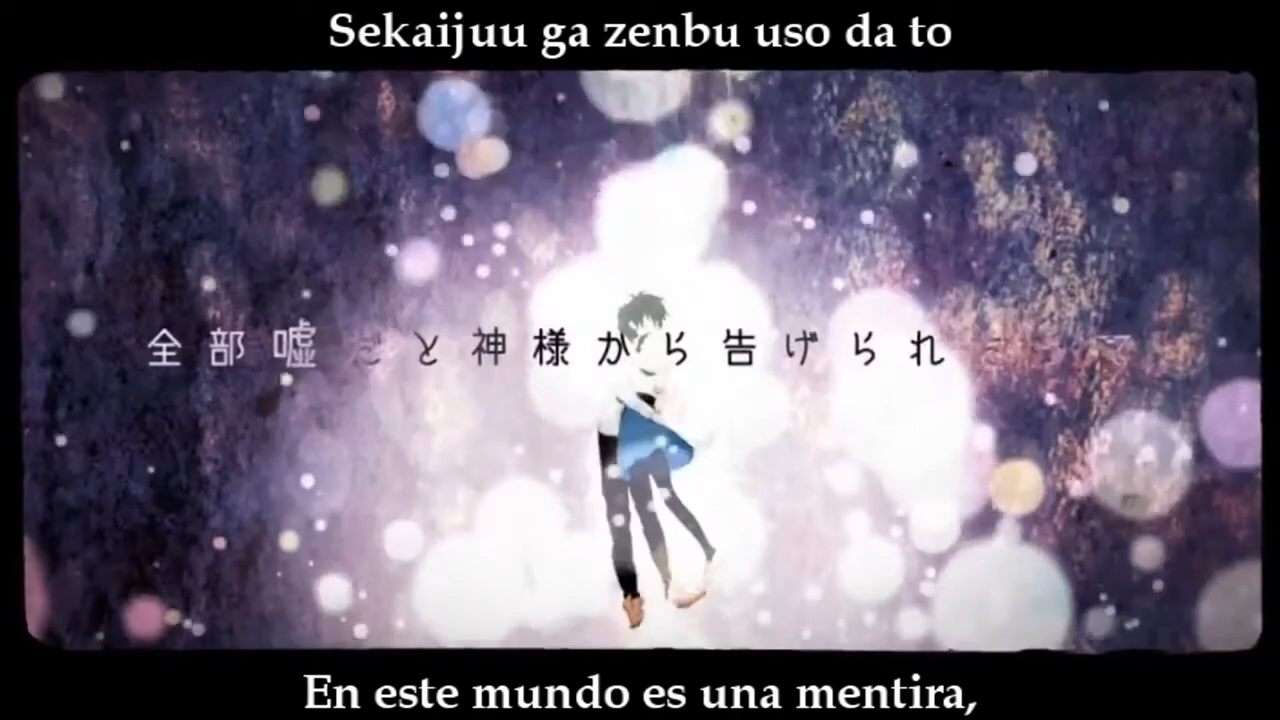 Sekaijuu ga zenbu uso da to
全部嘘だと神様から告げられ
En este mundo es una mentira,